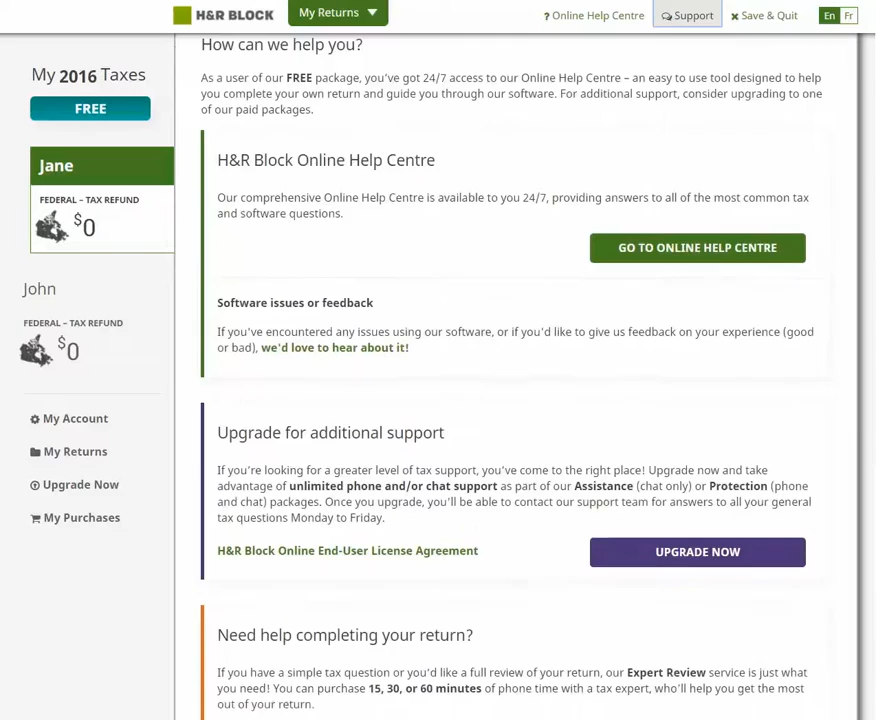 H&R BLOCK
My Returns
? Online Help Centre
Support
Save & Quit
En Fr
My 2016 Taxes
FREE
Jane
FEDERAL – TAX REFUND
$0
John
FEDERAL – TAX REFUND
$0
My Account
My Returns
Upgrade Now
My Purchases
How can we help you?
As a user of our FREE package, you've got 24/7 access to our Online Help Centre – an easy to use tool designed to help
you complete your own return and guide you through our software. For additional support, consider upgrading to one
of our paid packages.
H&R Block Online Help Centre
Our comprehensive Online Help Centre is available to you 24/7, providing answers to all of the most common tax
and software questions.
GO TO ONLINE HELP CENTRE
Software issues or feedback
If you've encountered any issues using our software, or if you'd like to give us feedback on your experience (good
or bad), we'd love to hear about it!
Upgrade for additional support
If you're looking for a greater level of tax support, you've come to the right place! Upgrade now and take
advantage of unlimited phone and/or chat support as part of our Assistance (chat only) or Protection (phone
and chat) packages. Once you upgrade, you'll be able to contact our support team for answers to all your general
tax questions Monday to Friday.
H&R Block Online End-User License Agreement
UPGRADE NOW
Need help completing your return?
If you have a simple tax question or you'd like a full review of your return, our Expert Review service is just what
you need! You can purchase 15, 30, or 60 minutes of phone time with a tax expert, who'll help you get the most
out of your return.